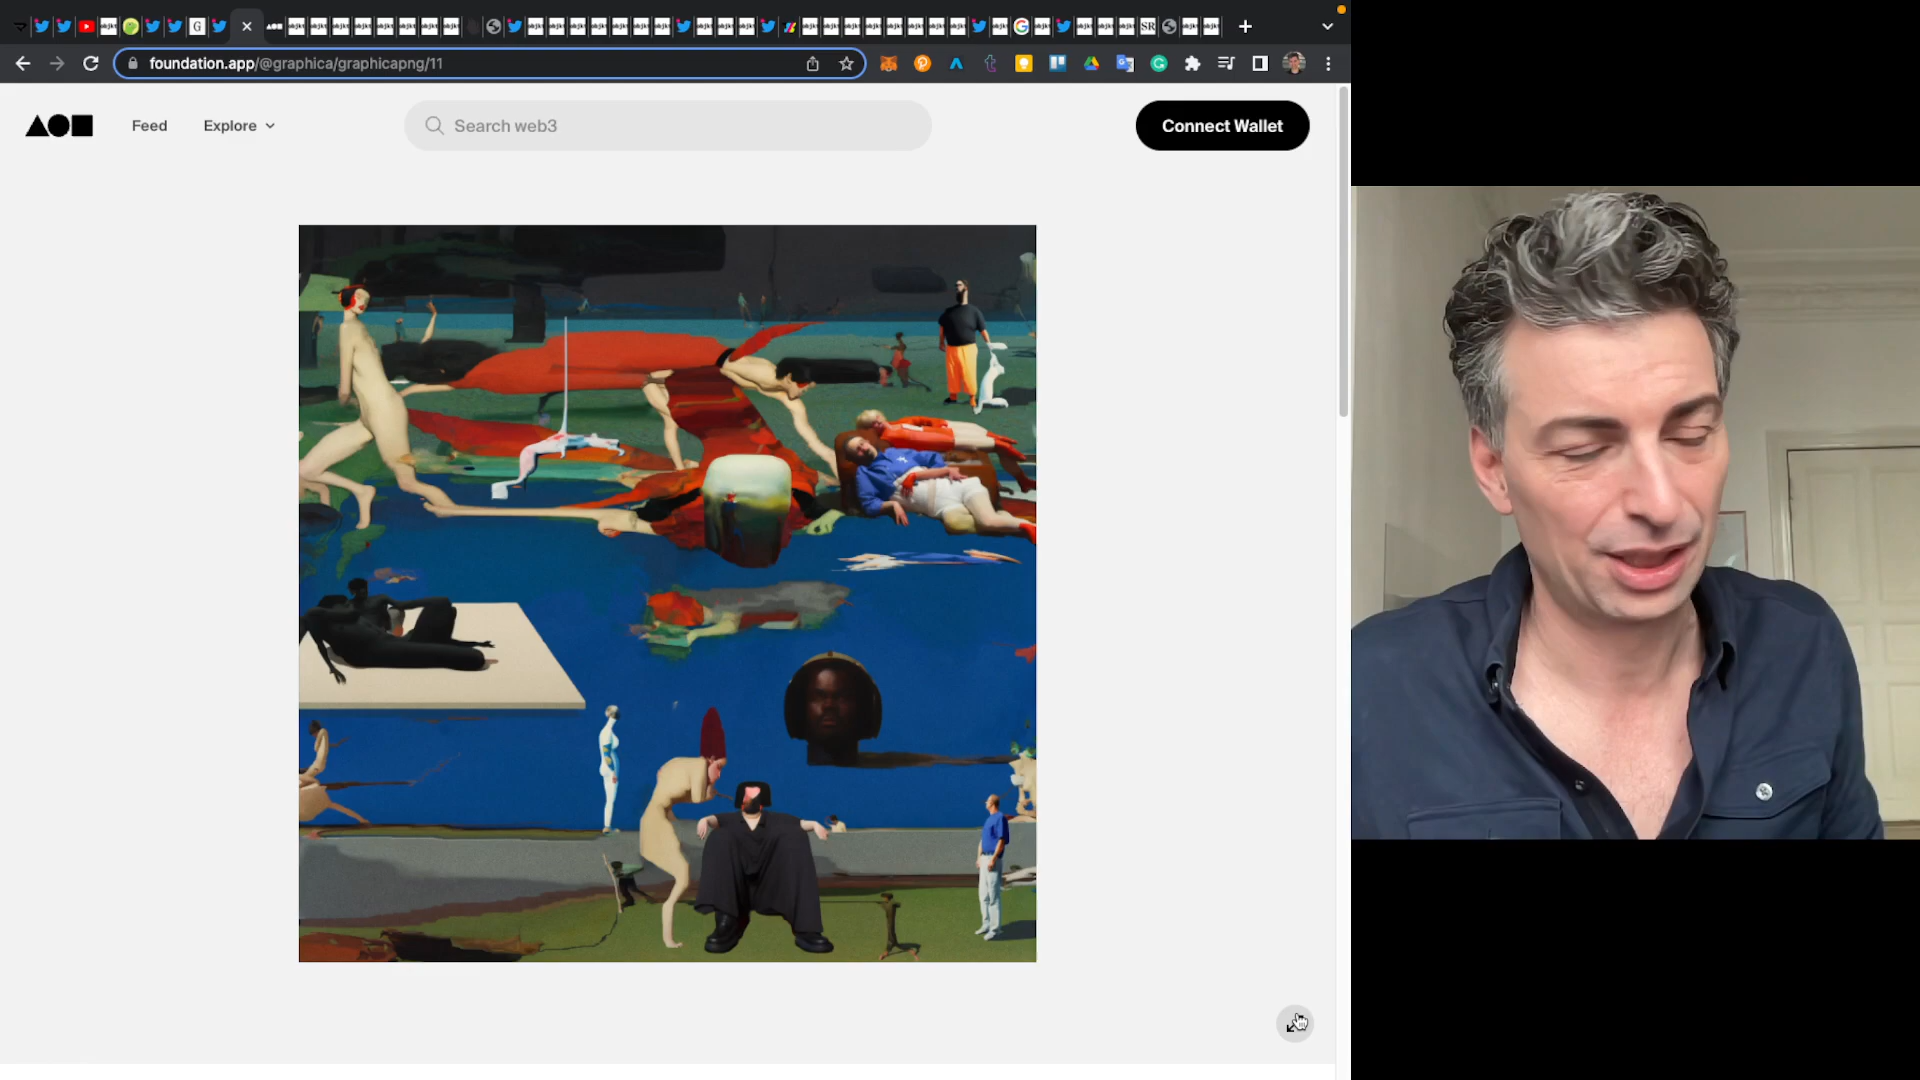 foundation.app/@graphica/graphicapng/11
Feed
Explore
Search web3
Connect Wallet